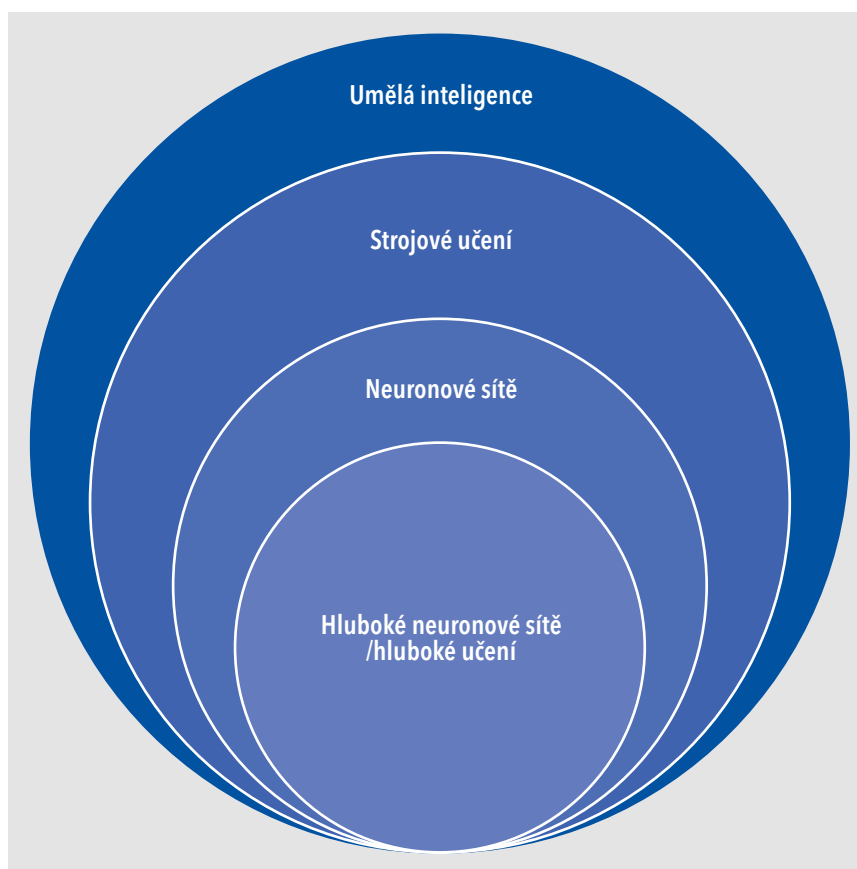 Umělá inteligence
Strojové učení
Neuronové sítě
Hluboké neuronové sítě
/hluboké učení